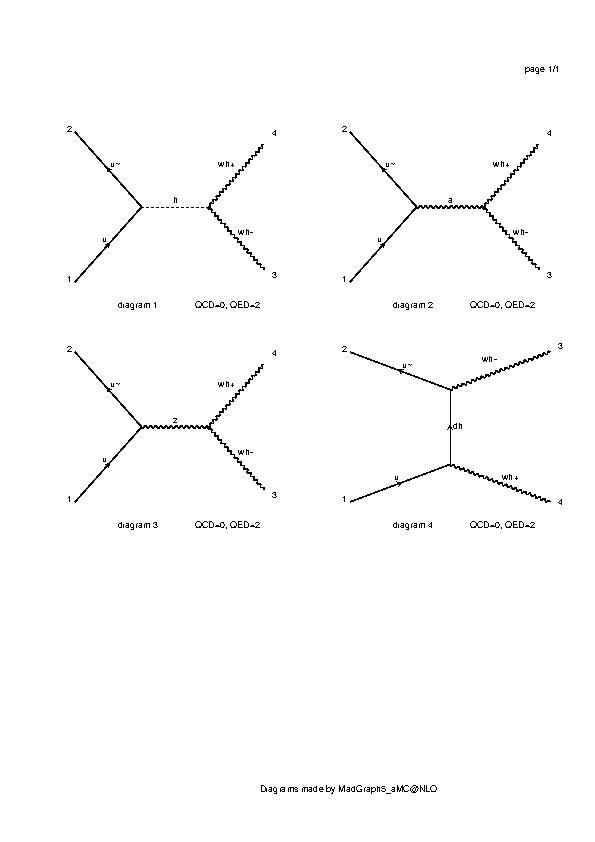 page 1/1
2 4
u~ wh+
h
u wh-
1 3
diagram 1 QCD=0, QED=2
2 4
u~ wh+
a
u wh-
1 3
diagram 2 QCD=0, QED=2
2 4
u~ wh+
z
u wh-
1 3
diagram 3 QCD=0, QED=2
2 3
u~ wh-
dh
u wh+
1 4
diagram 4 QCD=0, QED=2
Diagrams made by MadGraph5_aMC@NLO